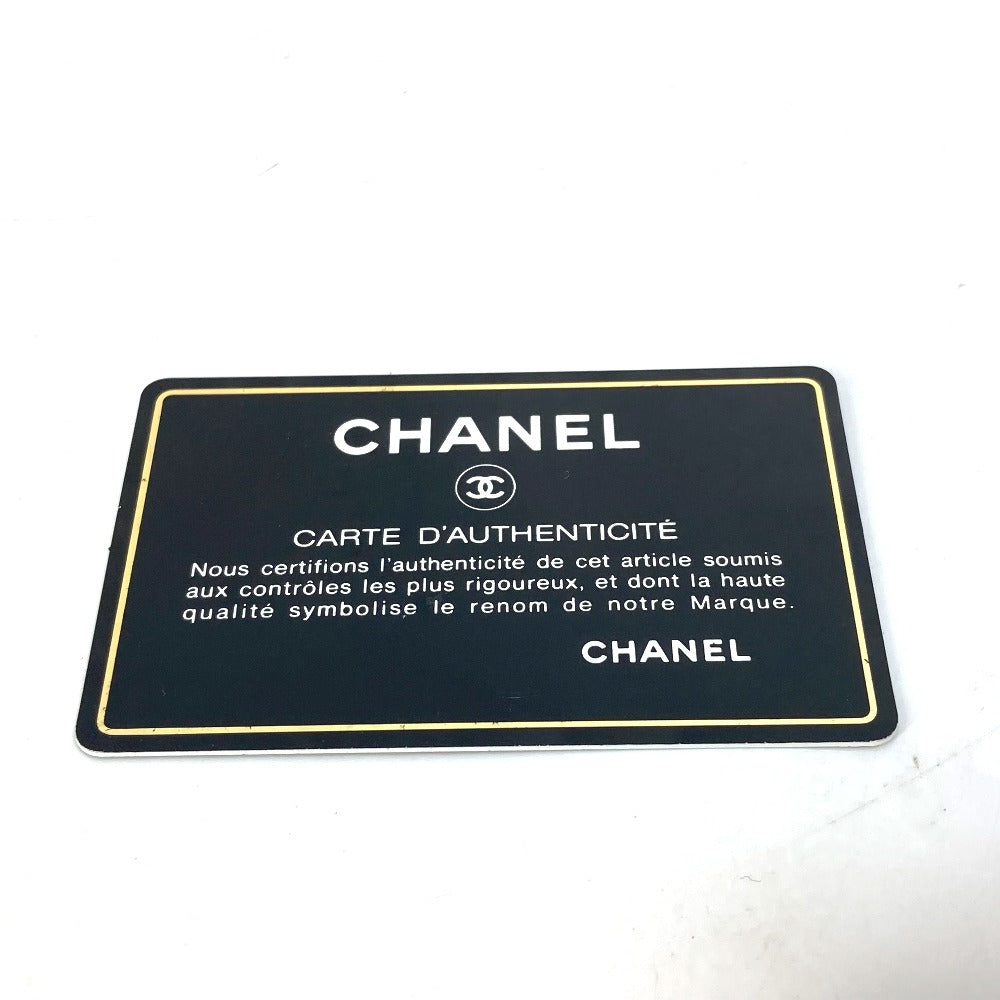 CHANEL
CARTE D'AUTHENTICITÉ
Nous certifions l'authenticité de cet article soumis
aux contrôles les plus rigoureux, et dont la haute
qualité symbolise le renom de notre Marque.
CHANEL